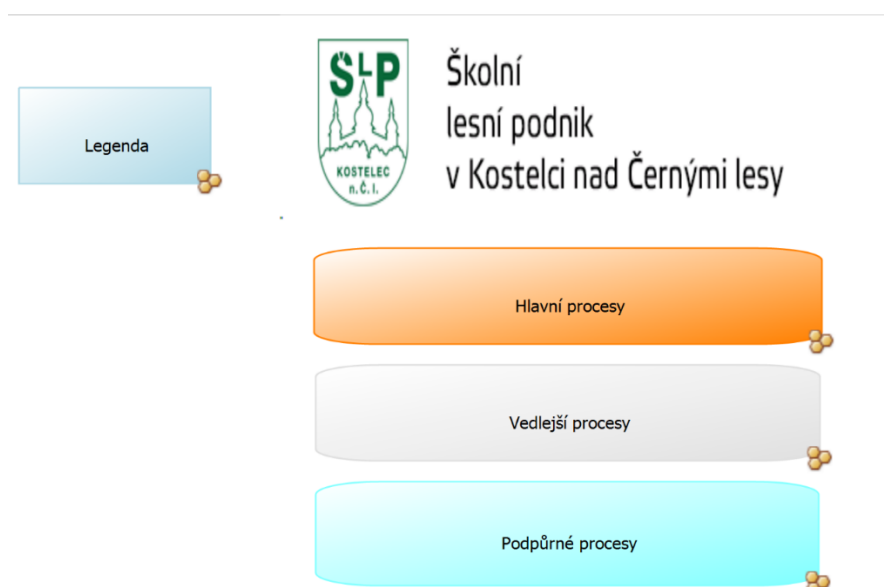 Legenda
ŠLP
KOSTELEC
n.č.l.
Školní
lesní podnik
v Kostelci nad Černými lesy
Hlavní procesy
Vedlejší procesy
Podpůrné procesy